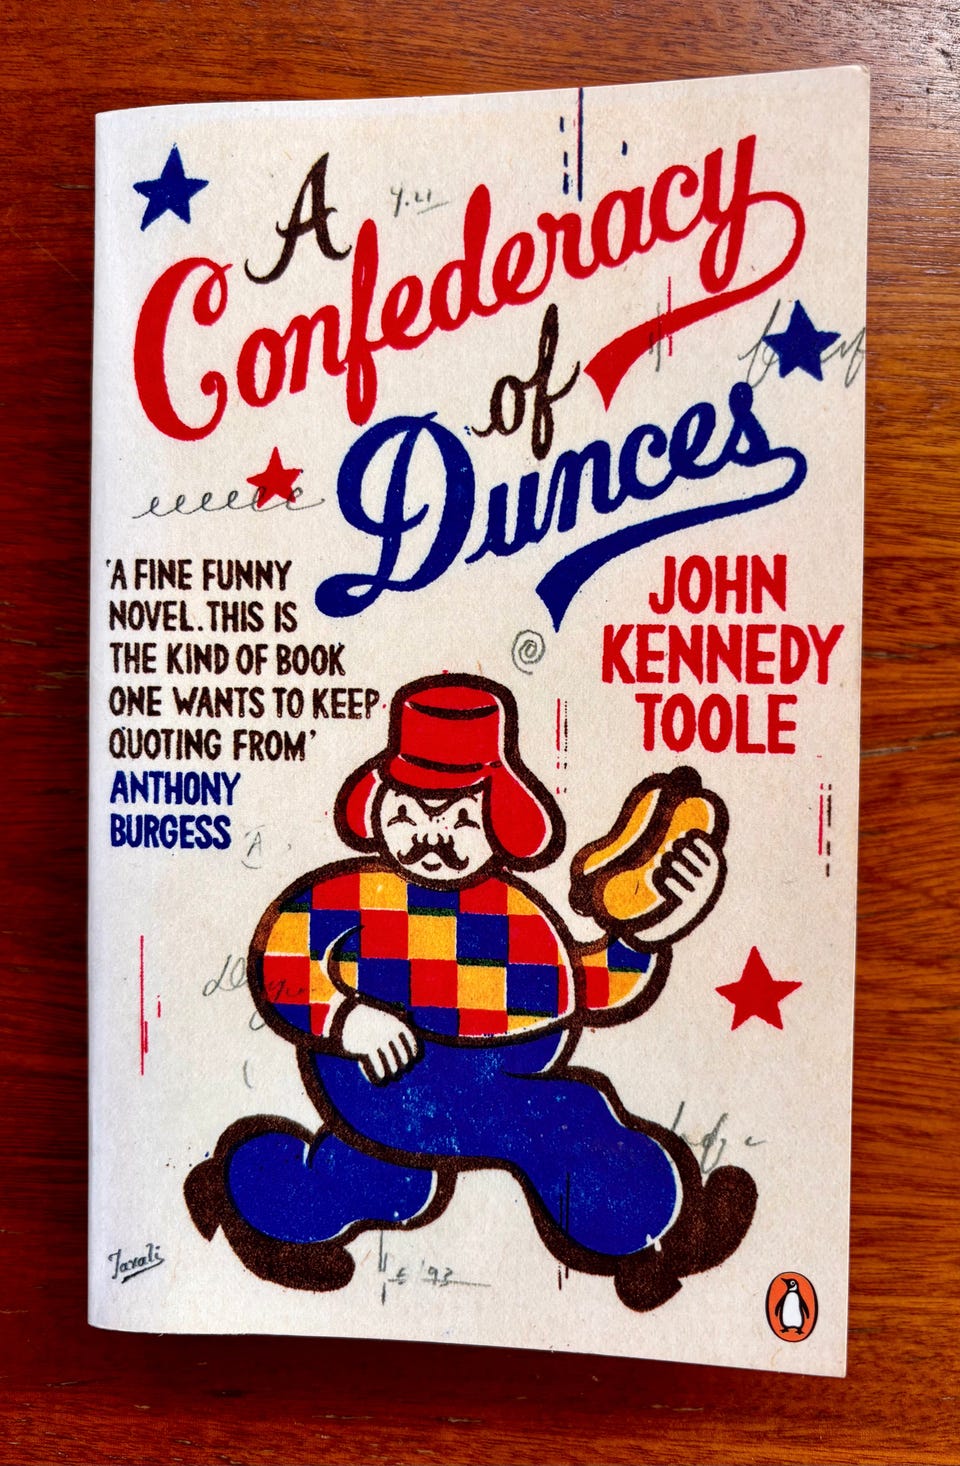 A
Confederacy
of
Dunces
'A FINE FUNNY
NOVEL. THIS IS
THE KIND OF BOOK
ONE WANTS TO KEEP
QUOTING FROM'
ANTHONY
BURGESS
JOHN
KENNEDY
TOOLE
A
Taxali